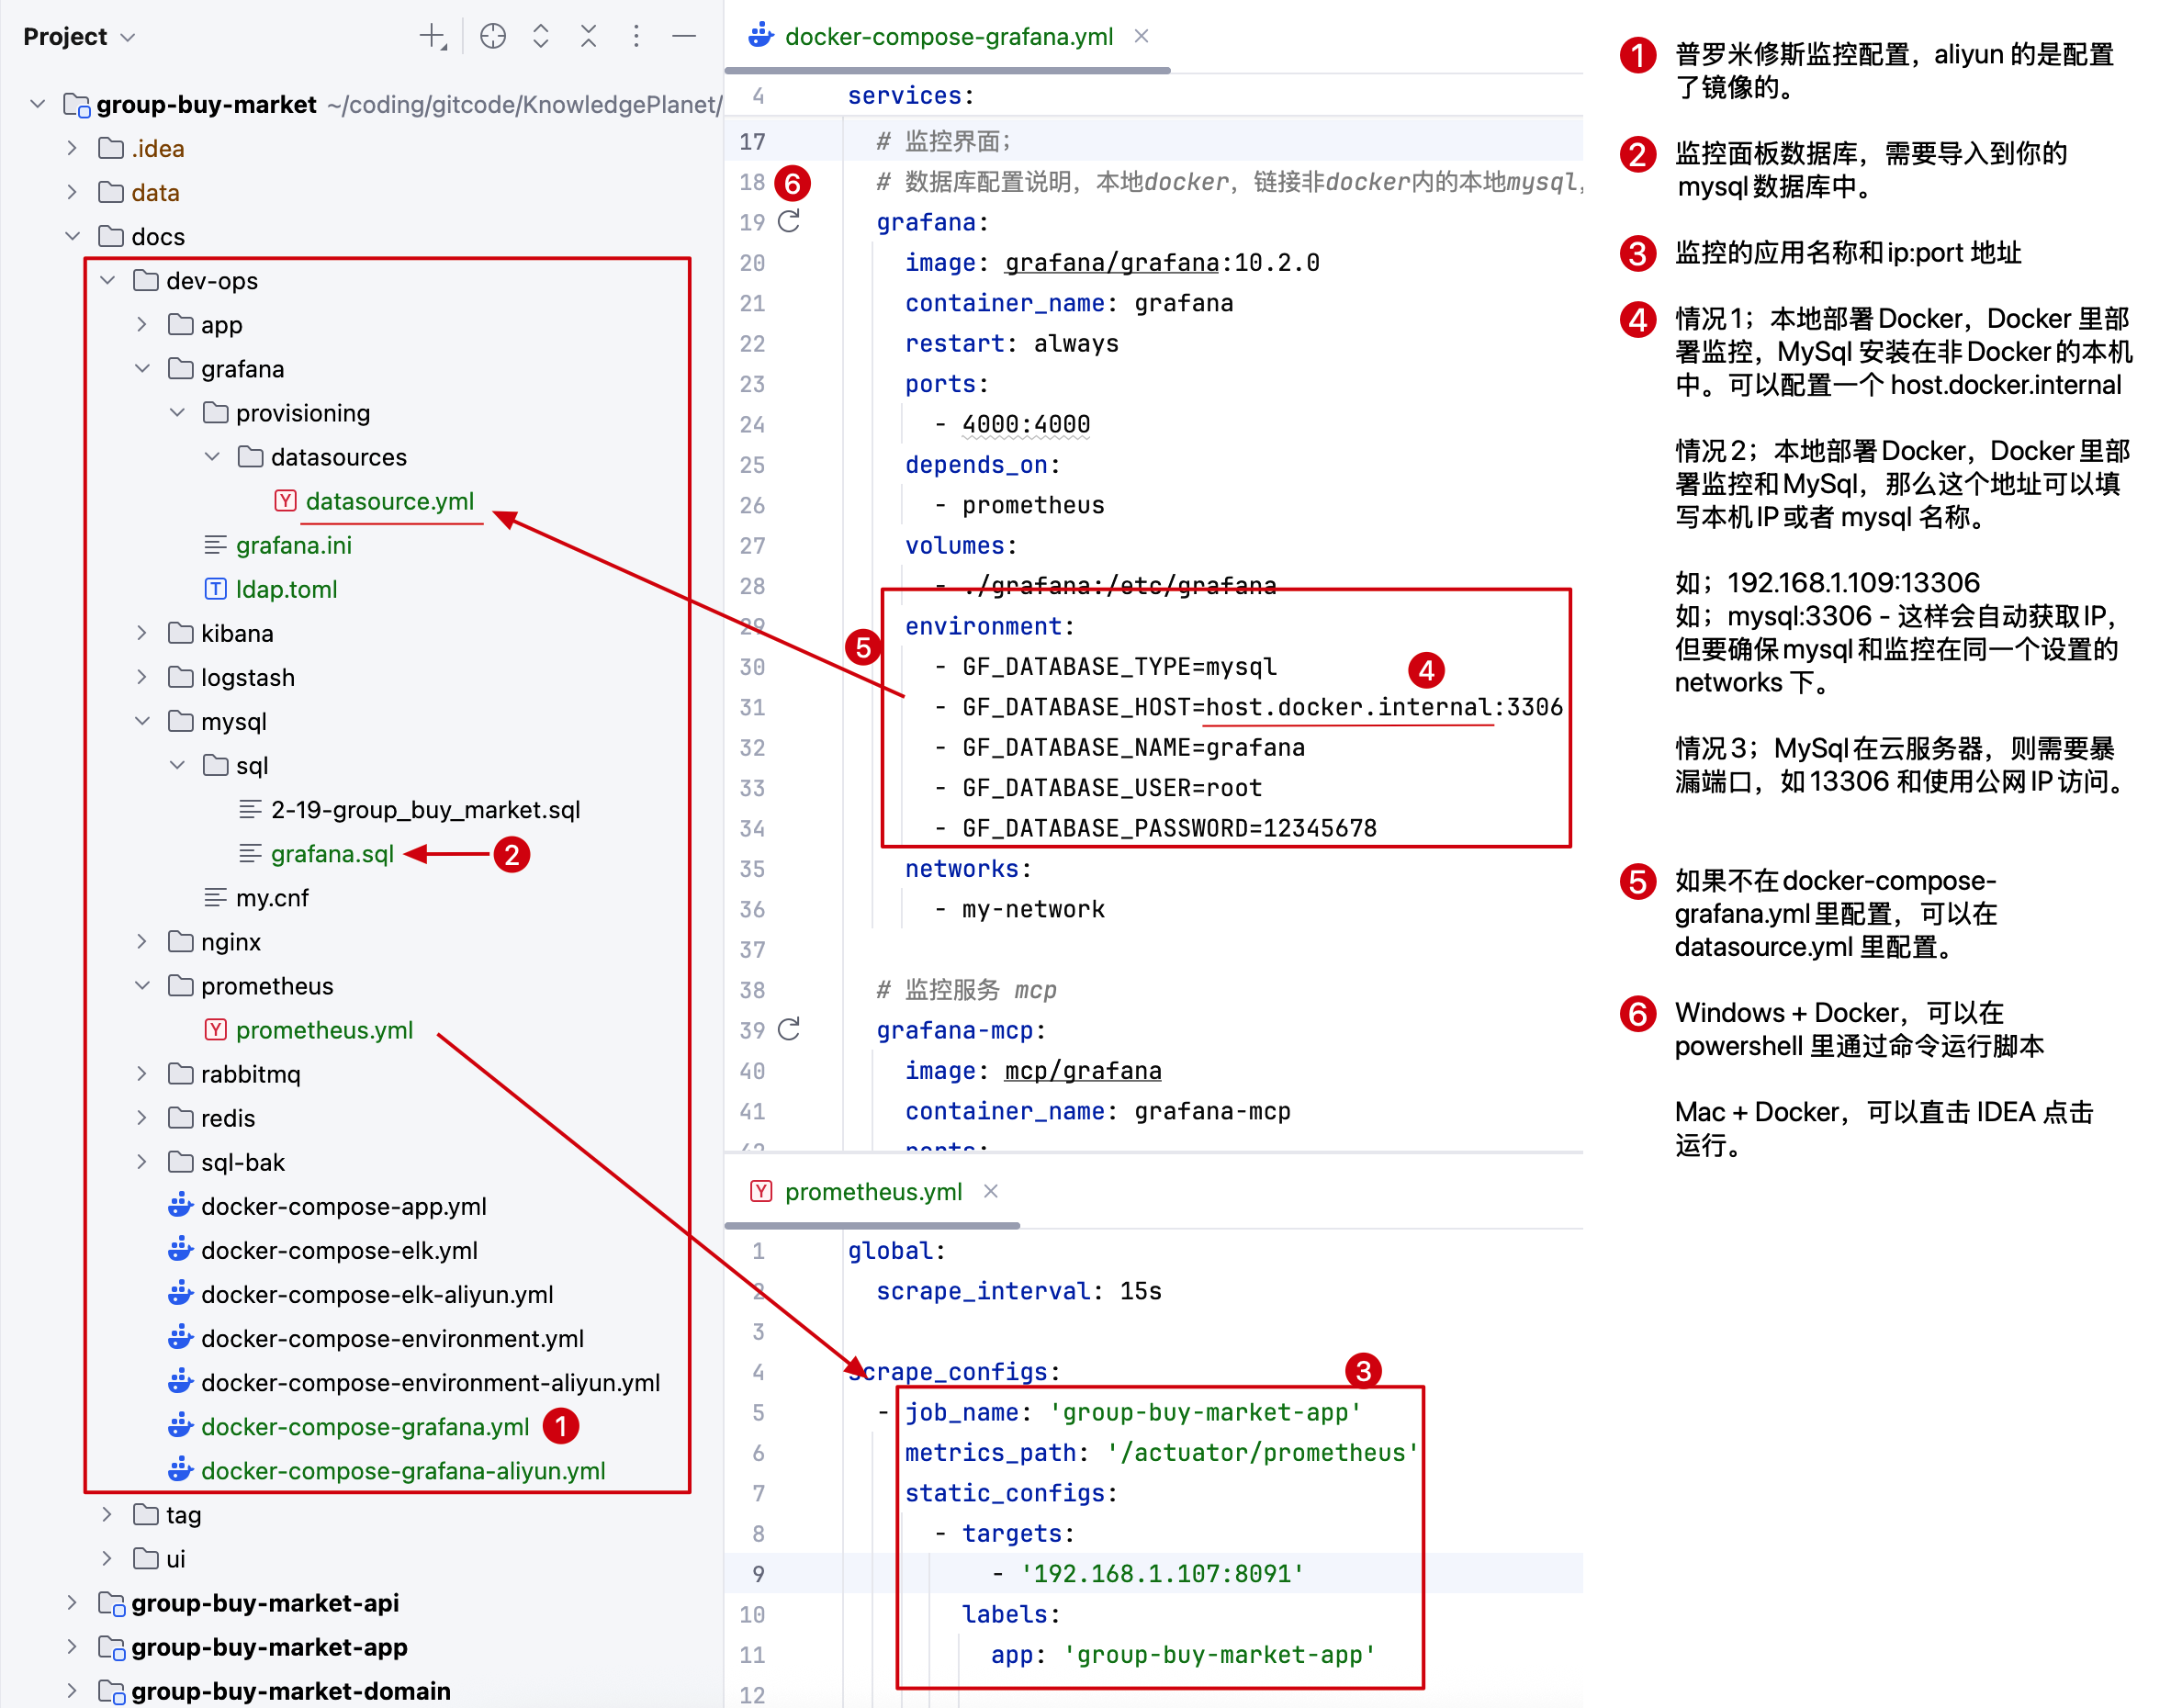 Project
group-buy-market ~/coding/gitcode/KnowledgePlanet/
.idea
data
docs
dev-ops
app
grafana
provisioning
datasources
datasource.yml
grafana.ini
ldap.toml
kibana
logstash
mysql
sql
2-19-group_buy_market.sql
grafana.sql 2
my.cnf
nginx
prometheus
prometheus.yml
rabbitmq
redis
sql-bak
docker-compose-app.yml
docker-compose-elk.yml
docker-compose-elk-aliyun.yml
docker-compose-environment.yml
docker-compose-environment-aliyun.yml
docker-compose-grafana.yml 1
docker-compose-grafana-aliyun.yml
tag
ui
group-buy-market-api
group-buy-market-app
group-buy-market-domain
docker-compose-grafana.yml
4 services:
17 # 监控界面；
18 6 # 数据库配置说明，本地docker，链接非docker内的本地mysql，
19 grafana:
20 image: grafana/grafana:10.2.0
21 container_name: grafana
22 restart: always
23 ports:
24 - 4000:4000
25 depends_on:
26 - prometheus
27 volumes:
28 - ./grafana:/etc/grafana
29 environment:
5
30 - GF_DATABASE_TYPE=mysql
4
31 - GF_DATABASE_HOST=host.docker.internal:3306
32 - GF_DATABASE_NAME=grafana
33 - GF_DATABASE_USER=root
34 - GF_DATABASE_PASSWORD=12345678
35 networks:
36 - my-network
37
38 # 监控服务 mcp
39 grafana-mcp:
40 image: mcp/grafana
41 container_name: grafana-mcp
42 ports:
prometheus.yml
1 global:
2 scrape_interval: 15s
3
4 scrape_configs:
3
5 - job_name: 'group-buy-market-app'
6 metrics_path: '/actuator/prometheus'
7 static_configs:
8 - targets:
9 - '192.168.1.107:8091'
10 labels:
11 app: 'group-buy-market-app'
12
1 普罗米修斯监控配置，aliyun 的是配置
了镜像的。
2 监控面板数据库，需要导入到你的
mysql 数据库中。
3 监控的应用名称和 ip:port 地址
4 情况 1；本地部署 Docker，Docker 里部
署监控，MySql 安装在非 Docker 的本机
中。可以配置一个 host.docker.internal
情况 2；本地部署 Docker，Docker 里部
署监控和 MySql，那么这个地址可以填
写本机 IP 或者 mysql 名称。
如；192.168.1.109:13306
如；mysql:3306 - 这样会自动获取 IP，
但要确保 mysql 和监控在同一个设置的
networks 下。
情况 3；MySql 在云服务器，则需要暴
漏端口，如 13306 和使用公网 IP 访问。
5 如果不在 docker-compose-
grafana.yml 里配置，可以在
datasource.yml 里配置。
6 Windows + Docker，可以在
powershell 里通过命令运行脚本
Mac + Docker，可以直击 IDEA 点击
运行。